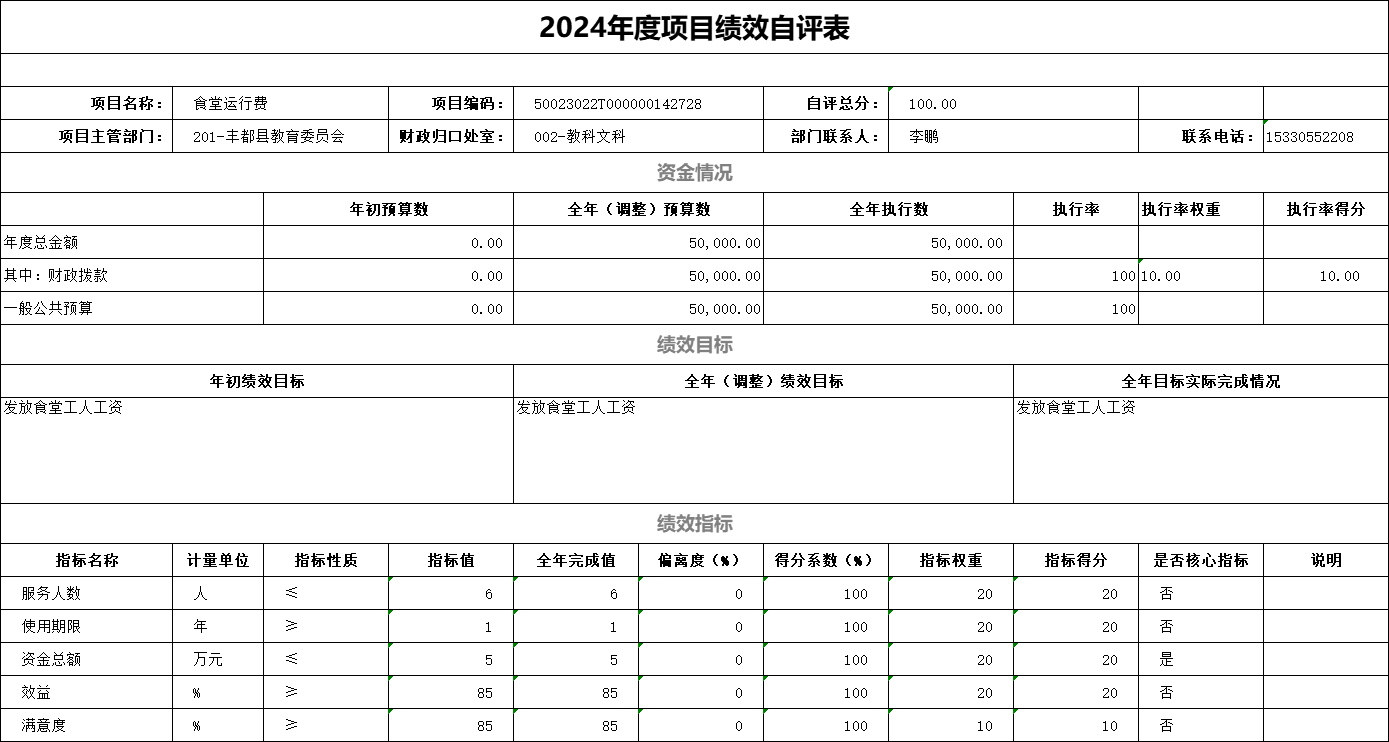 2024年度项目绩效自评表
项目名称： 食堂运行费 项目编码： 50023022T000000142728 自评总分： 100.00
项目主管部门： 201-丰都县教育委员会 财政归口处室： 002-教科文科 部门联系人： 李鹏 联系电话： 15330552208
资金情况
年初预算数 全年（调整）预算数 全年执行数 执行率 执行率权重 执行率得分
年度总金额 0.00 50,000.00 50,000.00
其中：财政拨款 0.00 50,000.00 50,000.00 100 10.00 10.00
一般公共预算 0.00 50,000.00 50,000.00 100
绩效目标
年初绩效目标 全年（调整）绩效目标 全年目标实际完成情况
发放食堂工人工资 发放食堂工人工资 发放食堂工人工资
绩效指标
指标名称 计量单位 指标性质 指标值 全年完成值 偏离度（%） 得分系数（%） 指标权重 指标得分 是否核心指标 说明
服务人数 人 ≤ 6 6 0 100 20 20 否
使用期限 年 ≥ 1 1 0 100 20 20 否
资金总额 万元 ≤ 5 5 0 100 20 20 是
效益 % ≥ 85 85 0 100 20 20 否
满意度 % ≥ 85 85 0 100 10 10 否